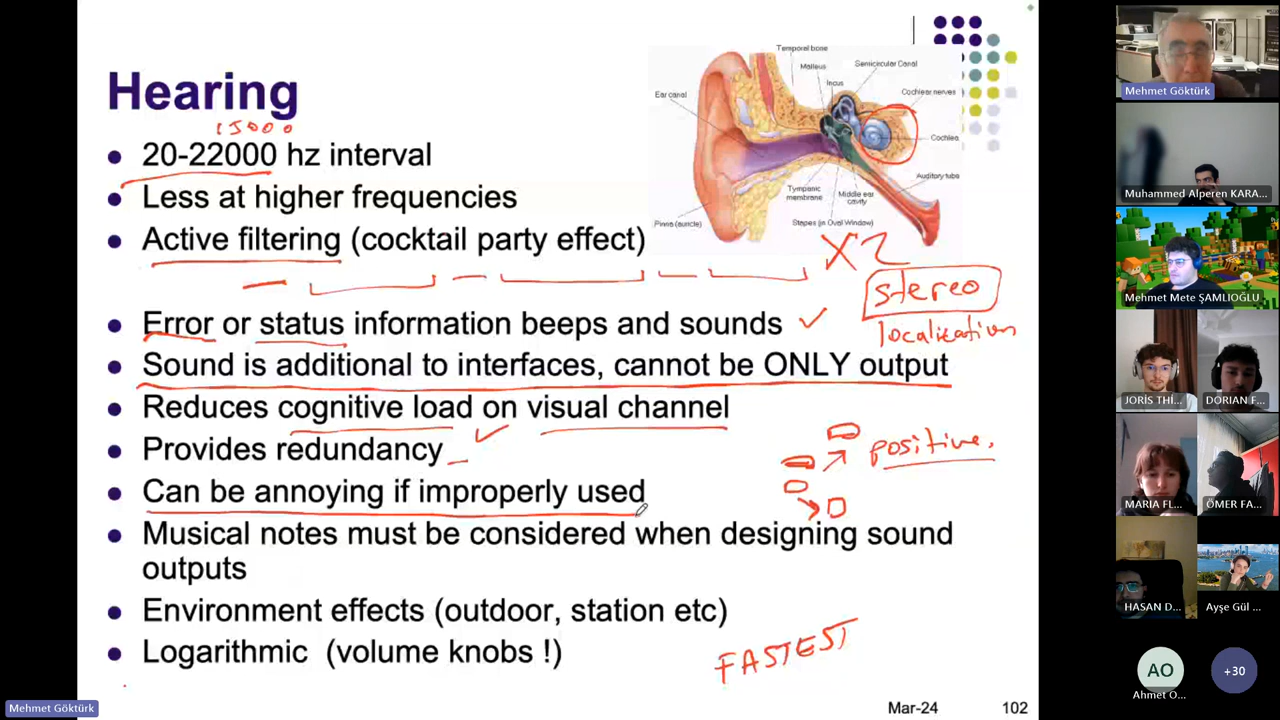 Hearing
15000
20-22000 hz interval
Less at higher frequencies
Active filtering (cocktail party effect)
X2
stereo
localization
Error or status information beeps and sounds
Sound is additional to interfaces, cannot be ONLY output
Reduces cognitive load on visual channel
Provides redundancy
positive.
Can be annoying if improperly used
Musical notes must be considered when designing sound
outputs
Environment effects (outdoor, station etc)
Logarithmic (volume knobs !)
FASTEST
Mar-24
102
Temporal bone
Malleus
Semicircular Canal
Incus
Ear canal
Cochlear nerves
Cochlea
Auditory tube
Tympanic
membrane
Middle ear
cavity
Pinna (auricle)
Stapes (in Oval Window)
Mehmet Göktürk
Mehmet Göktürk
Muhammed Alperen KARA...
Mehmet Mete ŞAMLIOĞLU
JORIS THİ...
DORIAN F...
MARIA FL...
ÖMER FA...
HASAN D...
Ayşe Gül ...
AO
Ahmet O...
+30